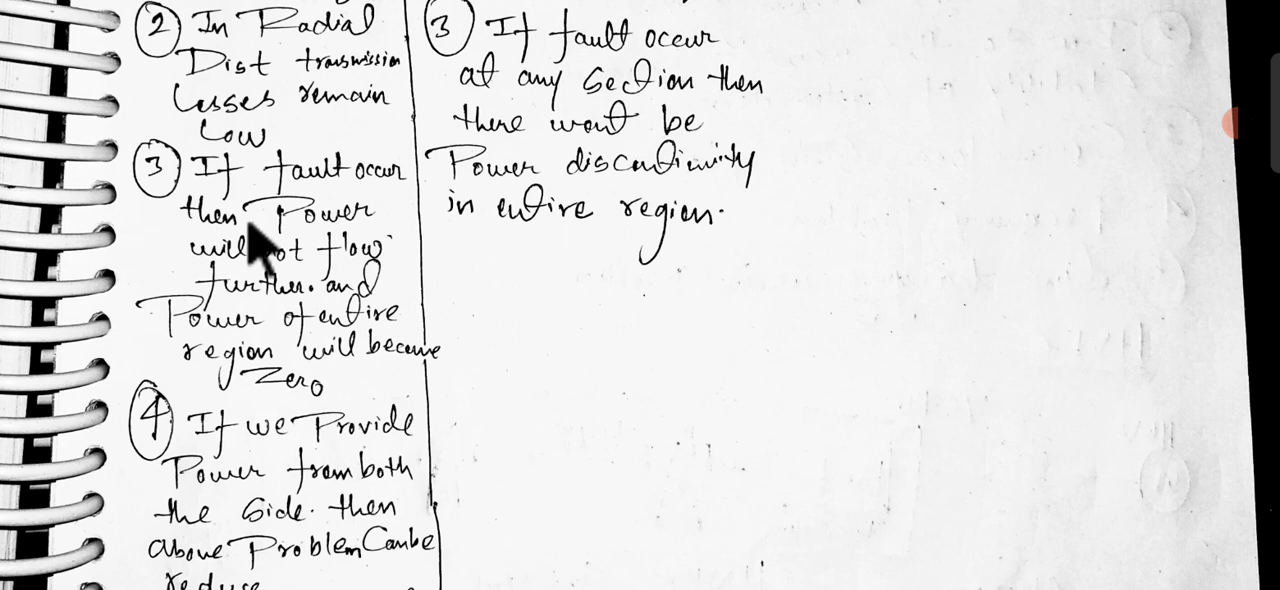 ② In Radial
Dist transmission
Losses remain
Low
③ If fault occur
then Power
will not flow
further. and
Power of entire
region will become
Zero
④ If we Provide
Power from both
the Side. then
above Problem Can be
reduce
③ If fault occur
at any Section then
there wont be
Power discontinuity
in entire region.